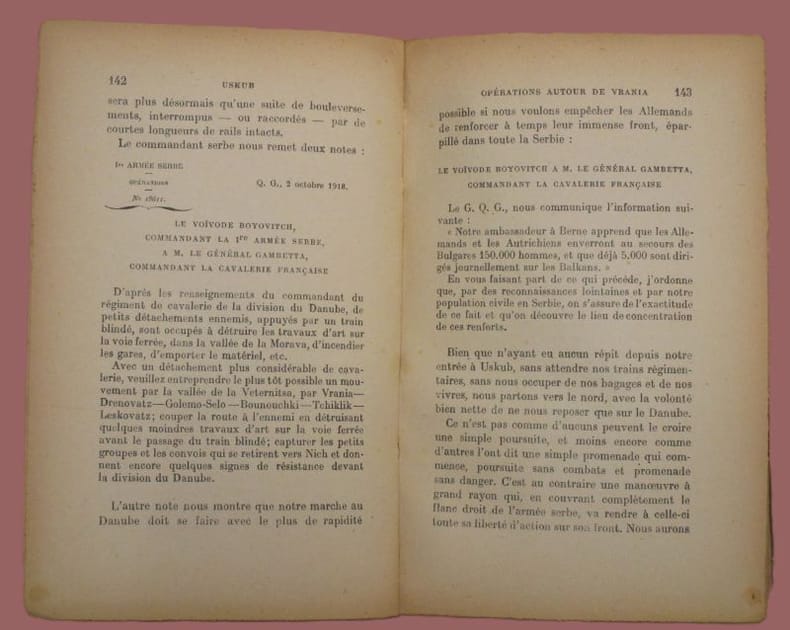 142
USKUB
sera plus désormais qu'une suite de bouleverse-
ments, interrompus — ou raccordés — par de
courtes longueurs de rails intacts.
Le commandant serbe nous remet deux notes :
Ire ARMÉE SERBE
—
OPÉRATIONS
—
No 18611.
Q. G., 2 octobre 1918.
LE VOÏVODE BOYOVITCH,
COMMANDANT LA Ire ARMÉE SERBE,
A M. LE GÉNÉRAL GAMBETTA,
COMMANDANT LA CAVALERIE FRANÇAISE
D'après les renseignements du commandant du
régiment de cavalerie de la division du Danube, de
petits détachements ennemis, appuyés par un train
blindé, sont occupés à détruire les travaux d'art sur
la voie ferrée, dans la vallée de la Morava, d'incendier
les gares, d'emporter le matériel, etc.
Avec un détachement plus considérable de cava-
lerie, veuillez entreprendre le plus tôt possible un mou-
vement par la vallée de la Veternitsa, par Vrania—
Drenovatz—Golemo-Selo—Bounouchki—Tchiklik—
Leskovatz; couper la route à l'ennemi en détruisant
quelques moindres travaux d'art sur la voie ferrée
avant le passage du train blindé; capturer les petits
groupes et les convois qui se retirent vers Nich et don-
nent encore quelques signes de résistance devant
la division du Danube.
L'autre note nous montre que notre marche au
Danube doit se faire avec le plus de rapidité
OPÉRATIONS AUTOUR DE VRANIA
143
possible si nous voulons empêcher les Allemands
de renforcer à temps leur immense front, épar-
pillé dans toute la Serbie :
LE VOÏVODE BOYOVITCH A M. LE GÉNÉRAL GAMBETTA,
COMMANDANT LA CAVALERIE FRANÇAISE
Le G. Q. G., nous communique l'information sui-
vante :
« Notre ambassadeur à Berne apprend que les Alle-
mands et les Autrichiens enverront au secours des
Bulgares 150.000 hommes, et que déjà 5.000 sont diri-
gés journellement sur les Balkans. »
En vous faisant part de ce qui précède, j'ordonne
que, par des reconnaissances lointaines et par notre
population civile en Serbie, on s'assure de l'exactitude
de ce fait et qu'on découvre le lieu de concentration
de ces renforts.
Bien que n'ayant eu aucun répit depuis notre
entrée à Uskub, sans attendre nos trains régimen-
taires, sans nous occuper de nos bagages et de nos
vivres, nous partons vers le nord, avec la volonté
bien nette de ne nous reposer que sur le Danube.
Ce n'est pas comme d'aucuns peuvent le croire
une simple poursuite, et moins encore comme
d'autres l'ont dit une simple promenade qui com-
mence, poursuite sans combats et promenade
sans danger. C'est au contraire une manœuvre à
grand rayon qui, en couvrant complètement le
flanc droit de l'armée serbe, va rendre à celle-ci
toute sa liberté d'action sur son front. Nous aurons